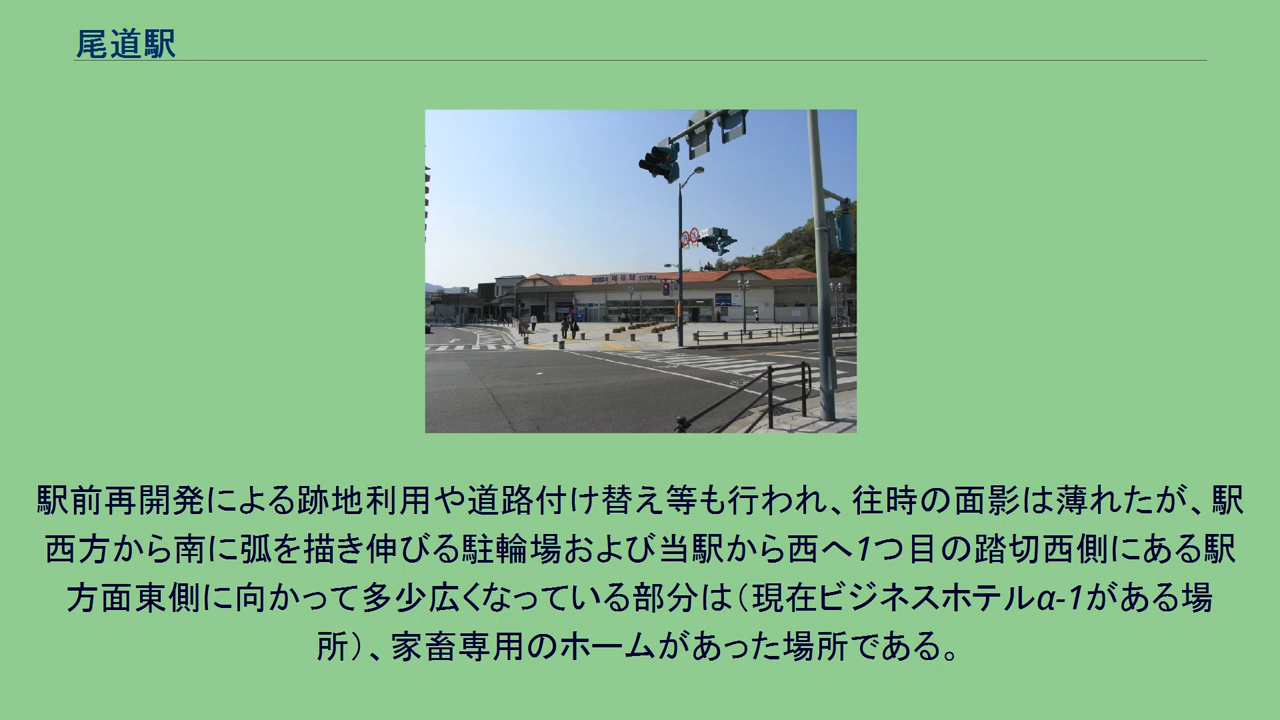 尾道駅
駅前再開発による跡地利用や道路付け替え等も行われ、往時の面影は薄れたが、駅
西方から南に弧を描き伸びる駐輪場および当駅から西へ1つ目の踏切西側にある駅
方面東側に向かって多少広くなっている部分は(現在ビジネスホテルα-1がある場
所)、家畜専用のホームがあった場所である。